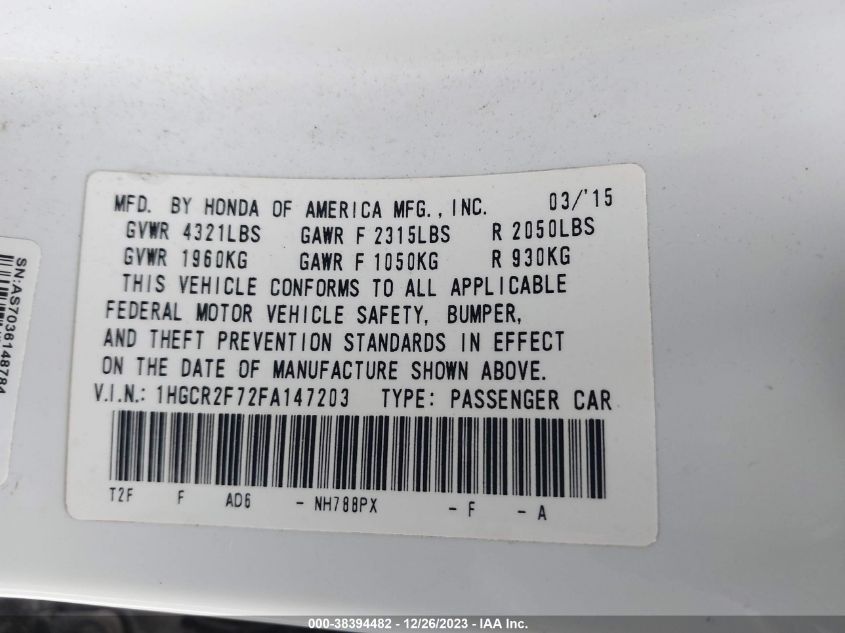 MFD. BY HONDA OF AMERICA MFG., INC. 03/'15
GVWR 4321LBS GAWR F 2315LBS R 2050LBS
GVWR 1960KG GAWR F 1050KG R 930KG
THIS VEHICLE CONFORMS TO ALL APPLICABLE
FEDERAL MOTOR VEHICLE SAFETY, BUMPER,
AND THEFT PREVENTION STANDARDS IN EFFECT
ON THE DATE OF MANUFACTURE SHOWN ABOVE.
V.I.N.: 1HGCR2F72FA147203 TYPE: PASSENGER CAR
T2F F AD6 - NH788PX - F - A
SN:AS7036148784
000-38394482 - 12/26/2023 - IAA Inc.